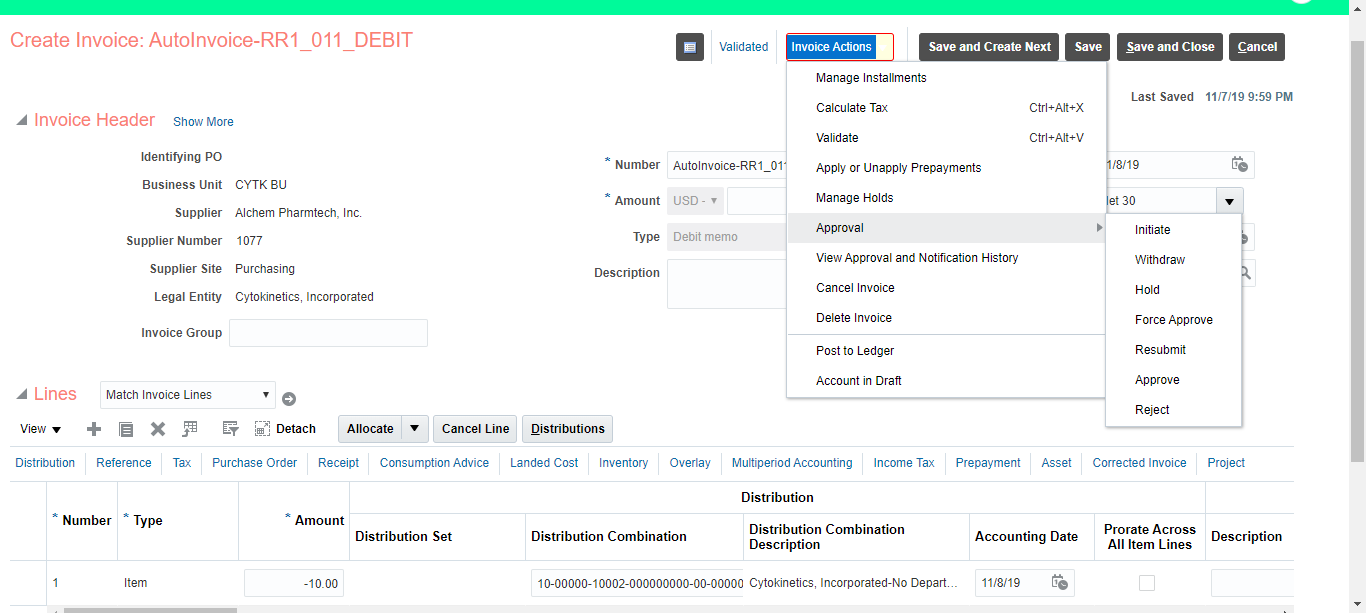 Create Invoice: AutoInvoice-RR1_011_DEBIT
Validated
Invoice Actions
Save and Create Next
Save
Save and Close
Cancel
Manage Installments
Calculate Tax Ctrl+Alt+X
Validate Ctrl+Alt+V
Apply or Unapply Prepayments
Manage Holds
Approval
View Approval and Notification History
Cancel Invoice
Delete Invoice
Post to Ledger
Account in Draft
Initiate
Withdraw
Hold
Force Approve
Resubmit
Approve
Reject
Last Saved 11/7/19 9:59 PM
Invoice Header Show More
Identifying PO
Business Unit CYTK BU
Supplier Alchem Pharmtech, Inc.
Supplier Number 1077
Supplier Site Purchasing
Legal Entity Cytokinetics, Incorporated
Invoice Group
* Number AutoInvoice-RR1_011
* Amount USD -
Type Debit memo
Description
1/8/19
let 30
Lines Match Invoice Lines
View
Detach
Allocate
Cancel Line
Distributions
Distribution Reference Tax Purchase Order Receipt Consumption Advice Landed Cost Inventory Overlay Multiperiod Accounting Income Tax Prepayment Asset Corrected Invoice Project
Distribution
* Number * Type * Amount Distribution Set Distribution Combination Distribution Combination Description Accounting Date Prorate Across All Item Lines Description
1 Item -10.00 10-00000-10002-000000000-00-00000 Cytokinetics, Incorporated-No Depart... 11/8/19